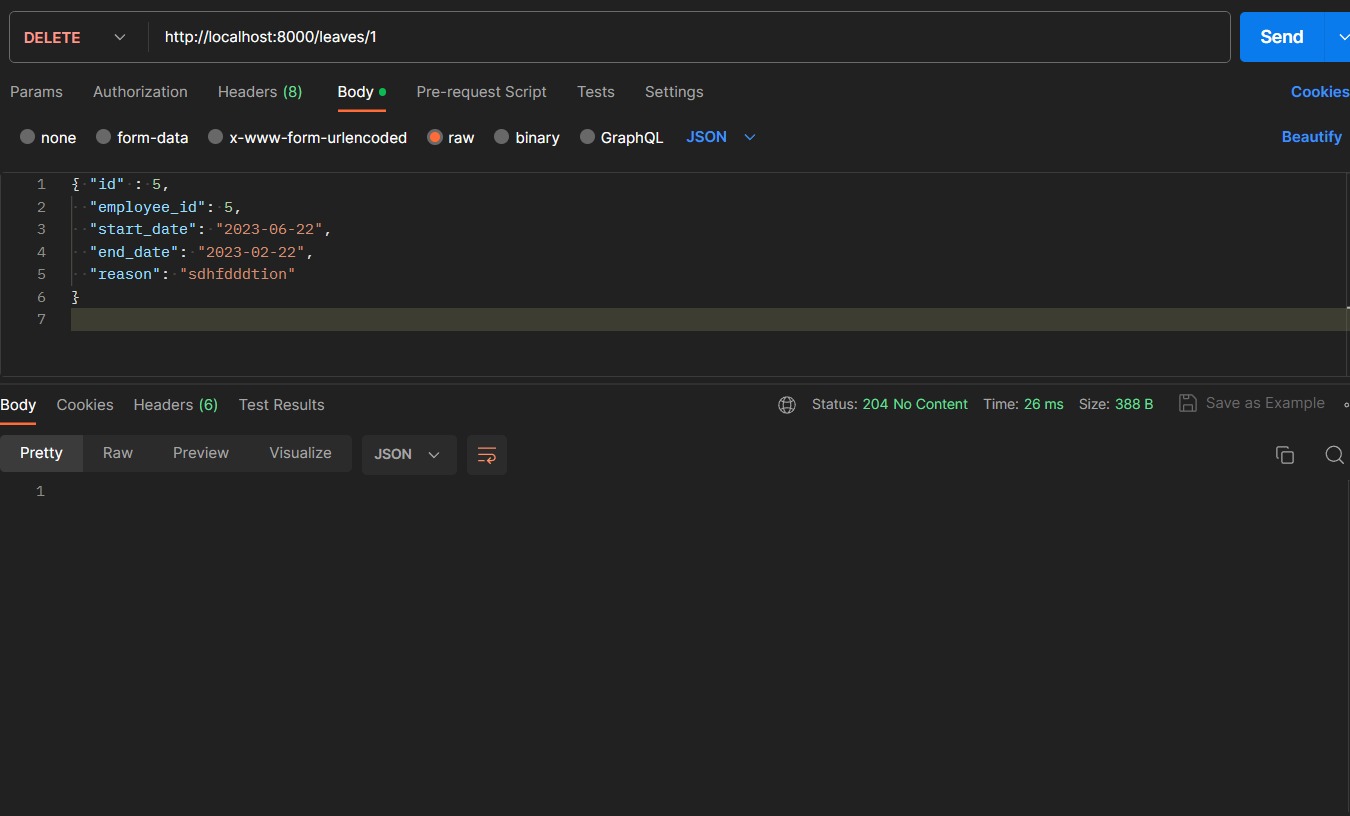 DELETE http://localhost:8000/leaves/1 Send
Params Authorization Headers (8) Body Pre-request Script Tests Settings Cookies
none form-data x-www-form-urlencoded raw binary GraphQL JSON Beautify
1 { "id" : 5,
2 "employee_id": 5,
3 "start_date": "2023-06-22",
4 "end_date": "2023-02-22",
5 "reason": "sdhfdddtion"
6 }
7
Body Cookies Headers (6) Test Results Status: 204 No Content Time: 26 ms Size: 388 B Save as Example
Pretty Raw Preview Visualize JSON
1